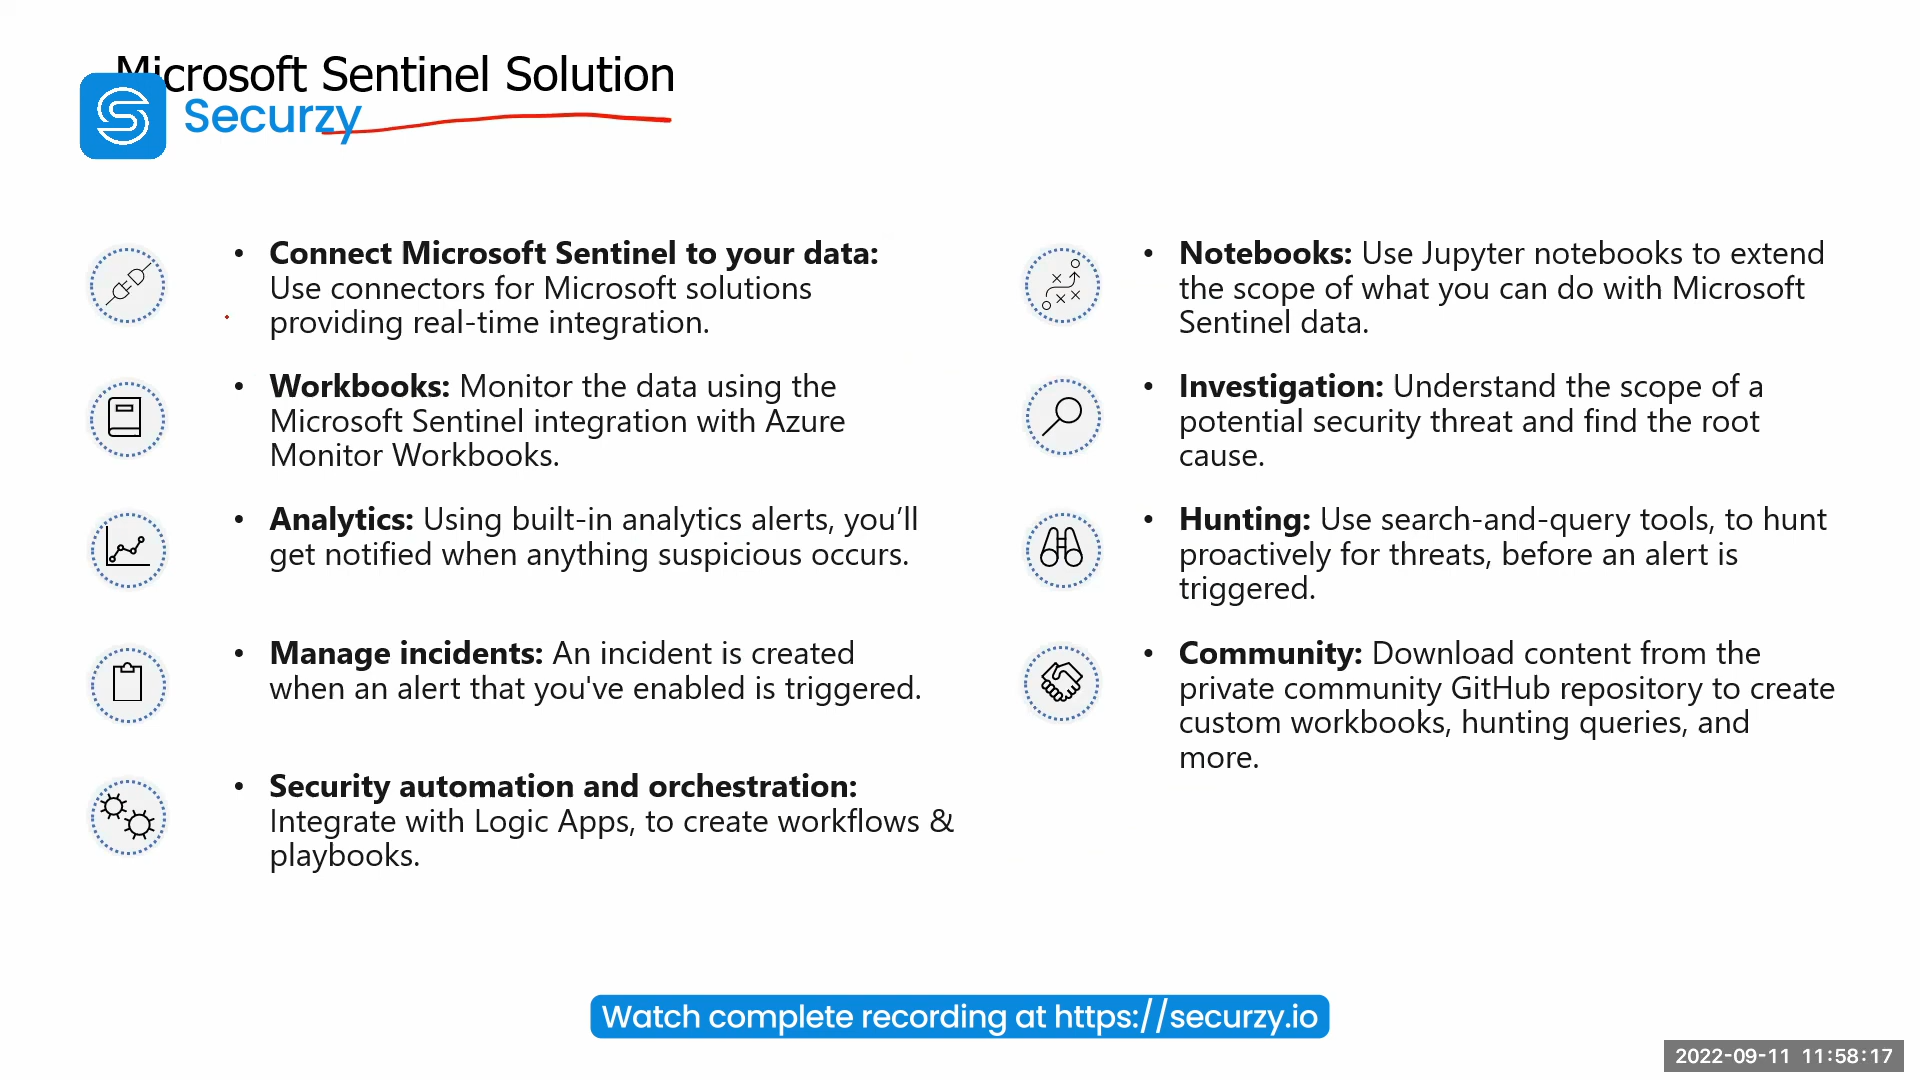 Microsoft Sentinel Solution
Securzy
• Connect Microsoft Sentinel to your data:
Use connectors for Microsoft solutions
providing real-time integration.
• Workbooks: Monitor the data using the
Microsoft Sentinel integration with Azure
Monitor Workbooks.
• Analytics: Using built-in analytics alerts, you’ll
get notified when anything suspicious occurs.
• Manage incidents: An incident is created
when an alert that you've enabled is triggered.
• Security automation and orchestration:
Integrate with Logic Apps, to create workflows &
playbooks.
• Notebooks: Use Jupyter notebooks to extend
the scope of what you can do with Microsoft
Sentinel data.
• Investigation: Understand the scope of a
potential security threat and find the root
cause.
• Hunting: Use search-and-query tools, to hunt
proactively for threats, before an alert is
triggered.
• Community: Download content from the
private community GitHub repository to create
custom workbooks, hunting queries, and
more.
Watch complete recording at https://securzy.io
2022-09-11 11:58:17